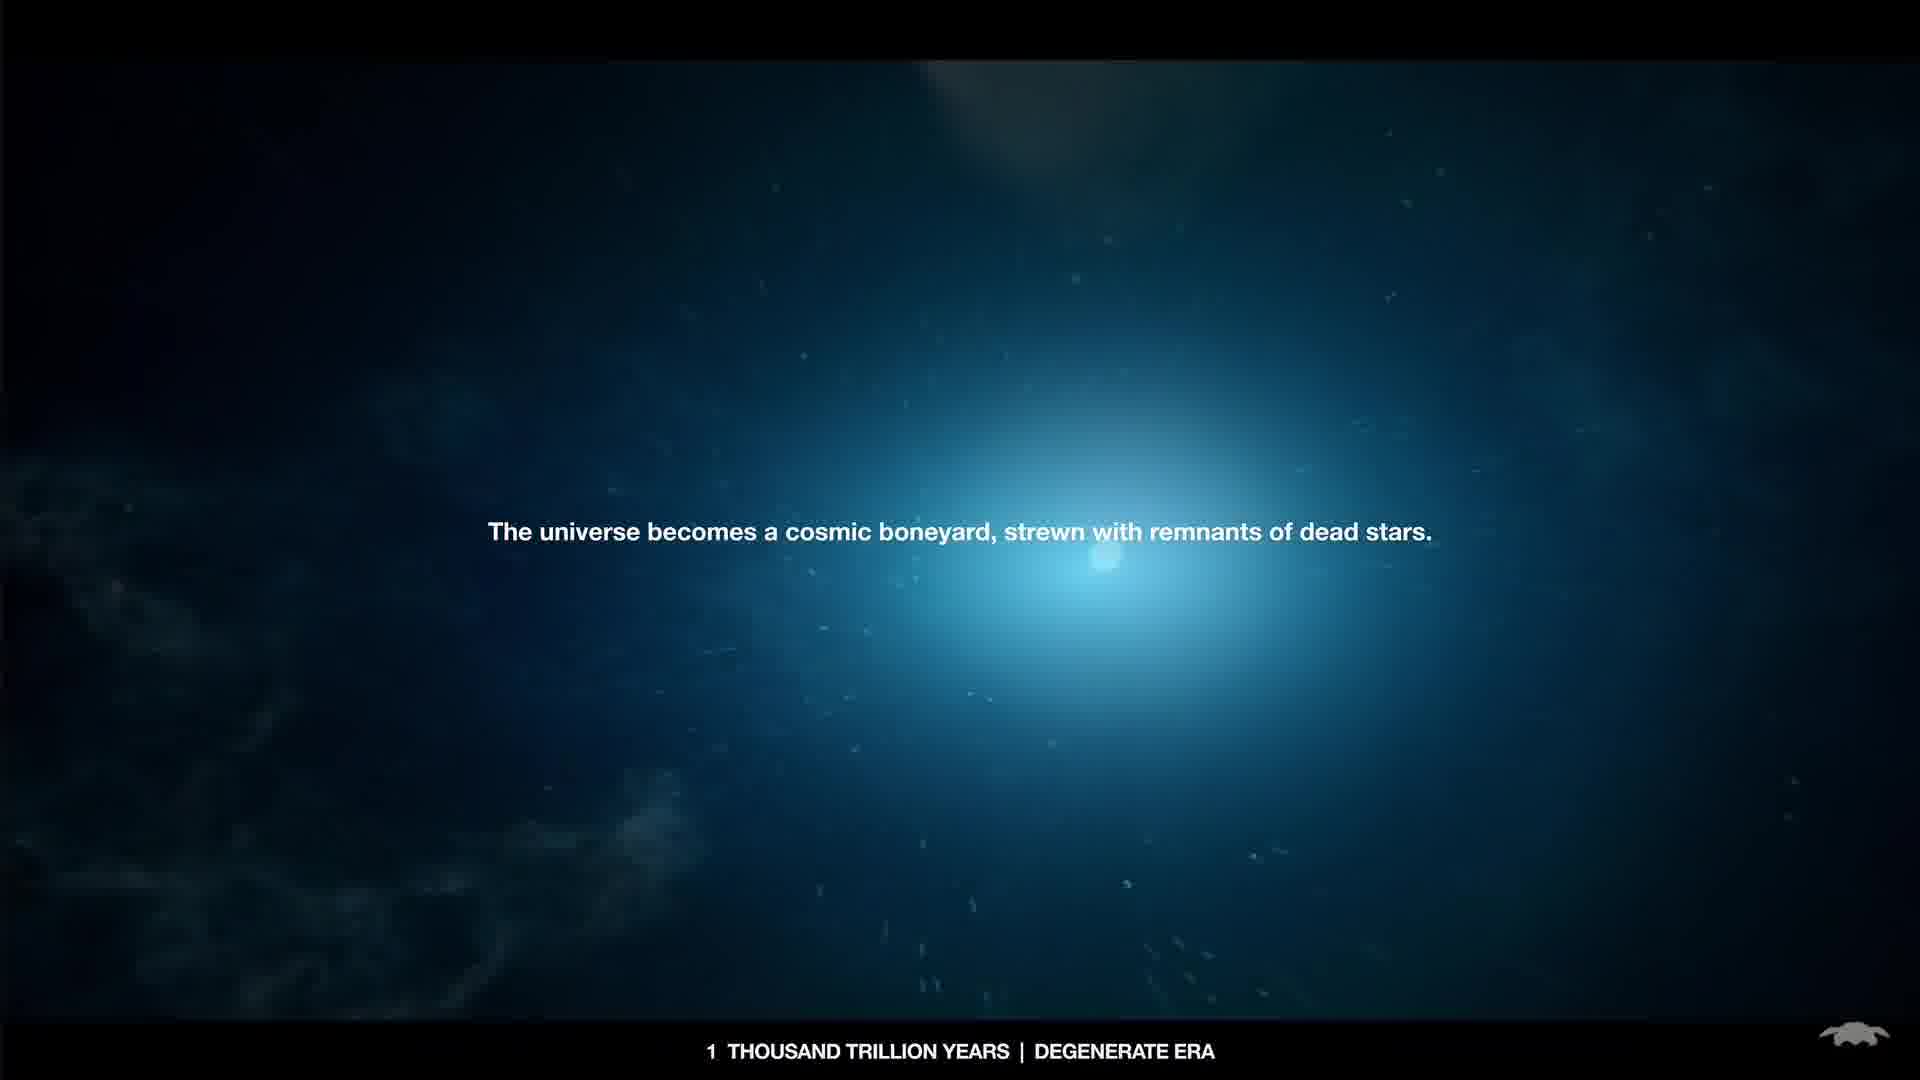 The universe becomes a cosmic boneyard, strewn with remnants of dead stars.
1 THOUSAND TRILLION YEARS | DEGENERATE ERA